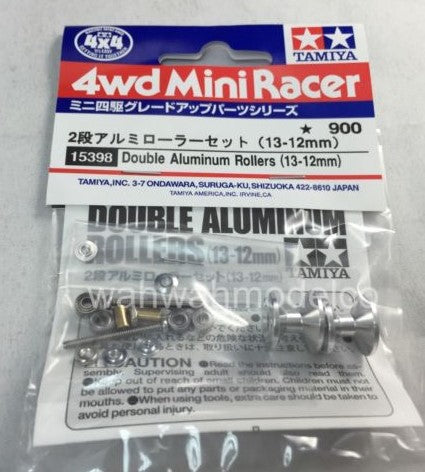 4x4
TAMIYA
4wd Mini Racer
ミニ四駆グレードアップパーツシリーズ
★ 900
2段アルミローラーセット (13-12mm)
15398 Double Aluminum Rollers (13-12mm)
TAMIYA,INC. 3-7 ONDAWARA, SURUGA-KU, SHIZUOKA 422-8610 JAPAN
TAMIYA AMERICA, INC. IRVINE, CA.
DOUBLE ALUMINUM
ROLLERS (13-12mm)
2段アルミローラーセット(13-12mm)
TAMIYA
wahwahmodelco
CAUTION
●Read the instructions before as-
sembly. Supervising adult should also read
●Keep out of reach of small children. Children must not
be allowed to put any parts or packaging material in their
mouths. ●When using tools, extra care should be taken to
avoid personal injury.